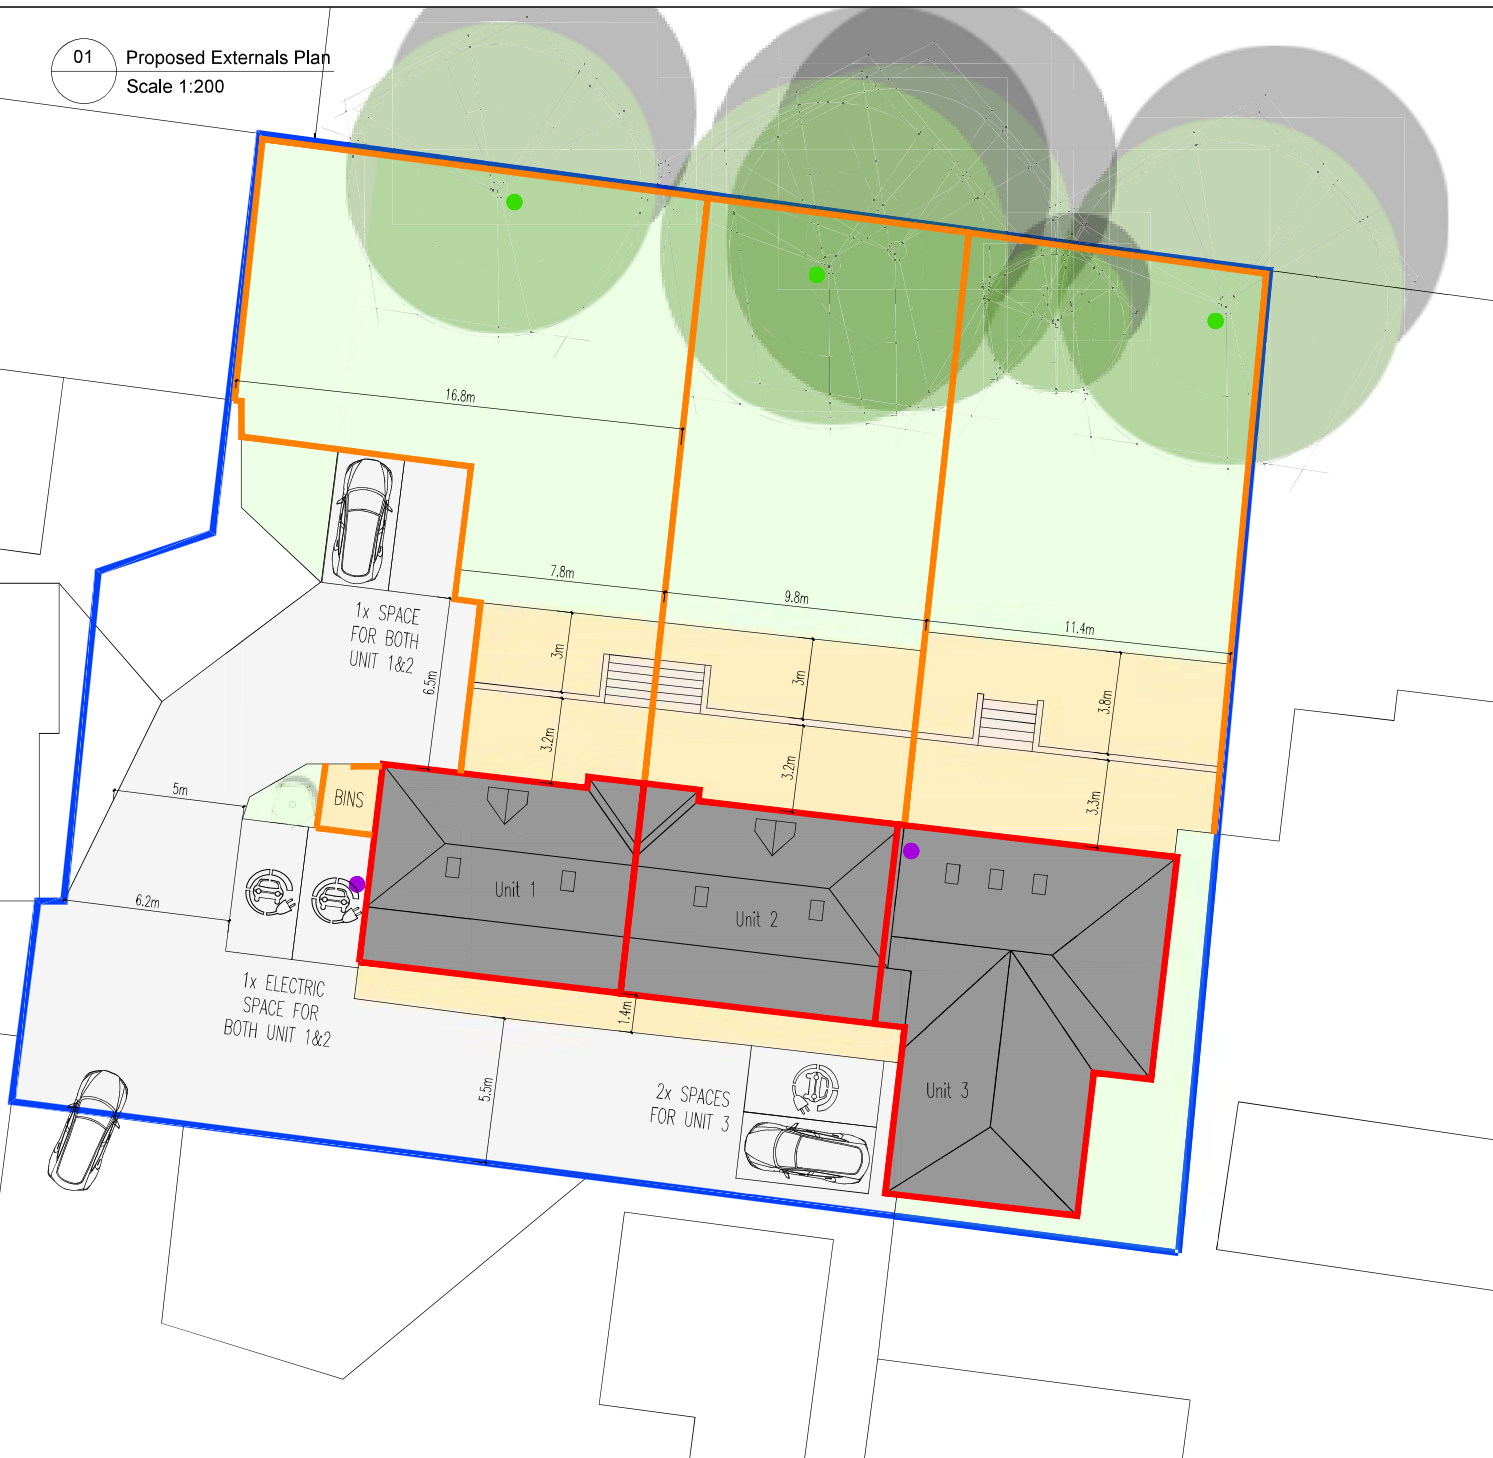 01
Proposed Externals Plan
Scale 1:200
16.8m
7.8m
9.8m
11.4m
1x SPACE
FOR BOTH
UNIT 1&2
6.5m
3m
3m
3.8m
3.2m
3.2m
3.3m
5m
BINS
6.2m
Unit 1
Unit 2
1x ELECTRIC
SPACE FOR
BOTH UNIT 1&2
1.4m
5.5m
2x SPACES
FOR UNIT 3
Unit 3